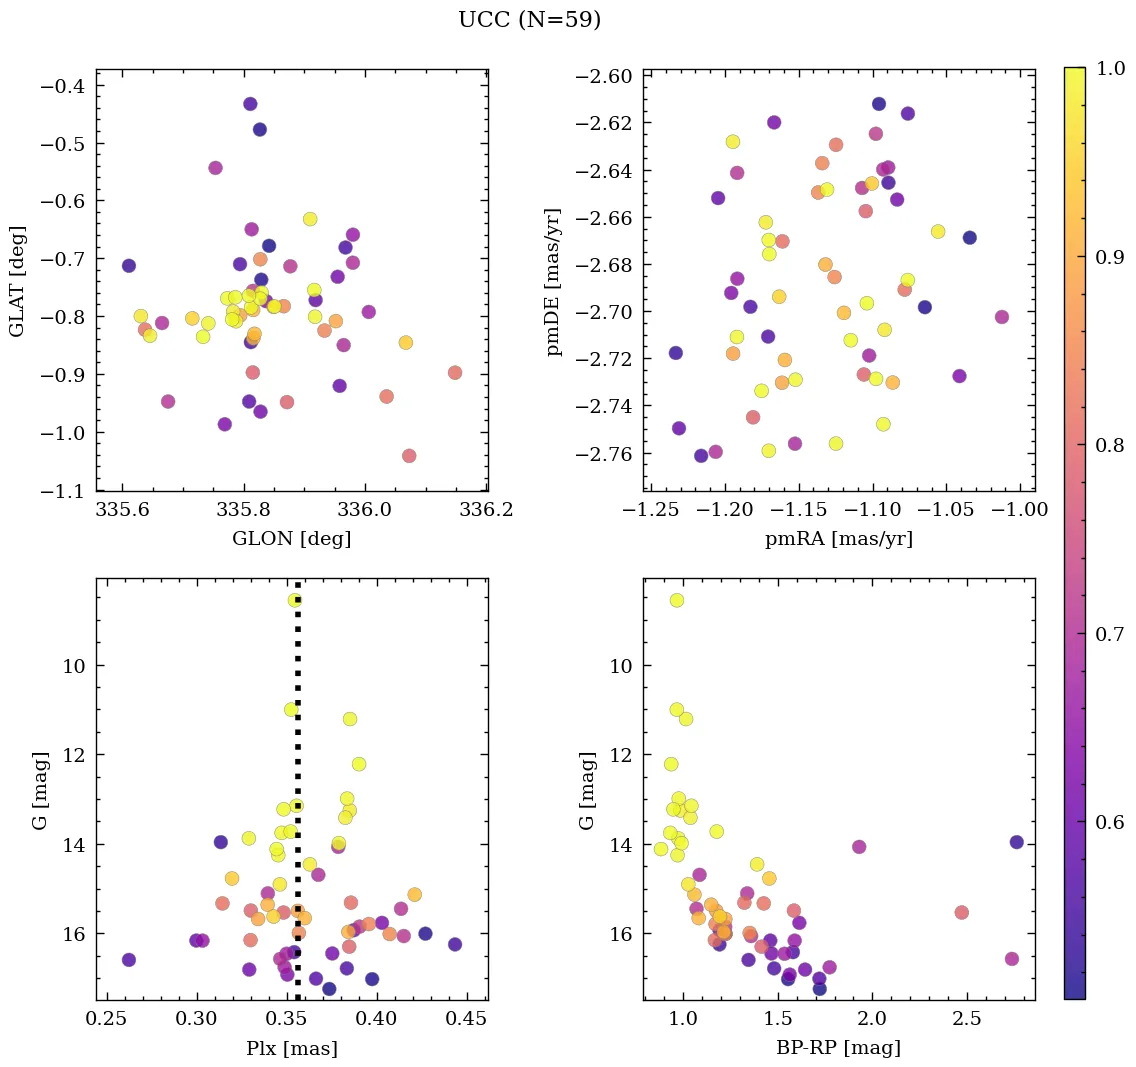 UCC (N=59)
−0.4
−0.5
−0.6
−0.7
−0.8
−0.9
−1.0
−1.1
GLAT [deg]
335.6 335.8 336.0 336.2
GLON [deg]
−2.60
−2.62
−2.64
−2.66
−2.68
−2.70
−2.72
−2.74
−2.76
pmDE [mas/yr]
−1.25 −1.20 −1.15 −1.10 −1.05 −1.00
pmRA [mas/yr]
10
12
14
16
G [mag]
0.25 0.30 0.35 0.40 0.45
Plx [mas]
10
12
14
16
G [mag]
1.0 1.5 2.0 2.5
BP-RP [mag]
1.0
0.9
0.8
0.7
0.6